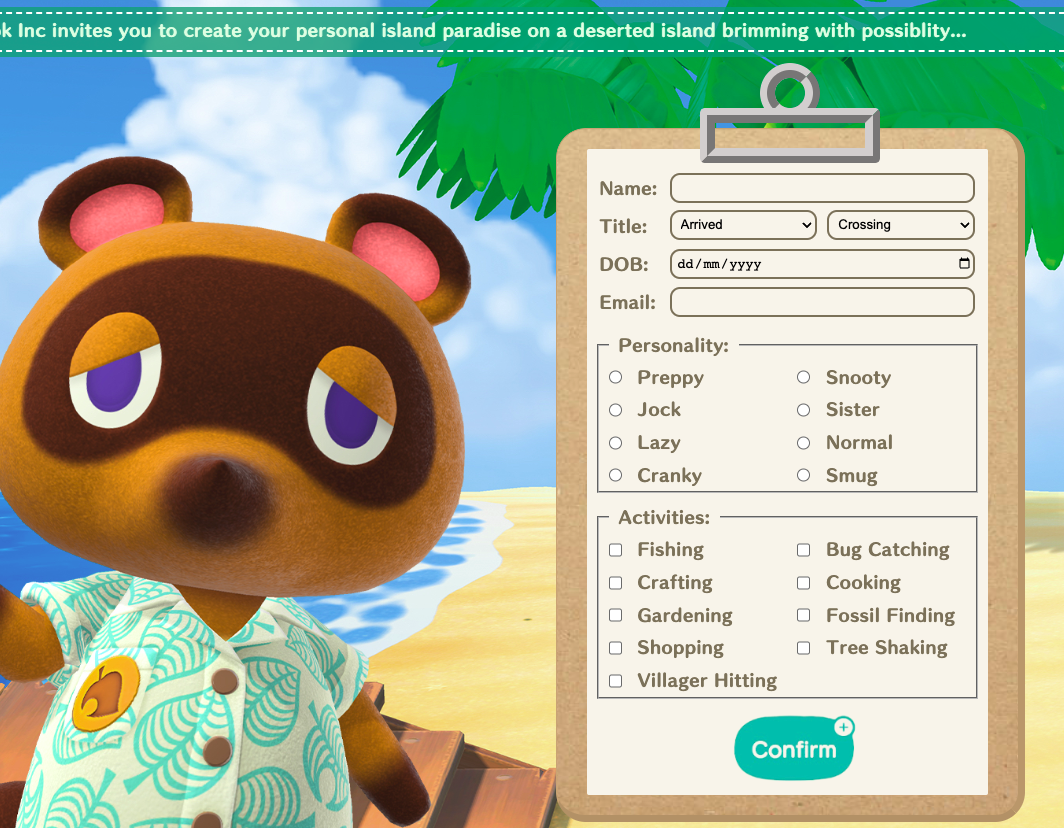 k Inc invites you to create your personal island paradise on a deserted island brimming with possiblity...
Name:
Title: Arrived Crossing
DOB: dd/mm/yyyy
Email:
Personality:
Preppy Snooty
Jock Sister
Lazy Normal
Cranky Smug
Activities:
Fishing Bug Catching
Crafting Cooking
Gardening Fossil Finding
Shopping Tree Shaking
Villager Hitting
Confirm +